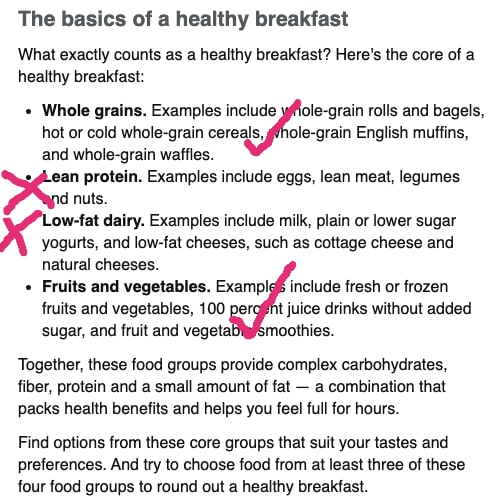 The basics of a healthy breakfast
What exactly counts as a healthy breakfast? Here's the core of a
healthy breakfast:
• Whole grains. Examples include whole-grain rolls and bagels,
hot or cold whole-grain cereals, whole-grain English muffins,
and whole-grain waffles.
• Lean protein. Examples include eggs, lean meat, legumes
and nuts.
Low-fat dairy. Examples include milk, plain or lower sugar
yogurts, and low-fat cheeses, such as cottage cheese and
natural cheeses.
• Fruits and vegetables. Examples include fresh or frozen
fruits and vegetables, 100 percent juice drinks without added
sugar, and fruit and vegetable smoothies.
Together, these food groups provide complex carbohydrates,
fiber, protein and a small amount of fat — a combination that
packs health benefits and helps you feel full for hours.
Find options from these core groups that suit your tastes and
preferences. And try to choose food from at least three of these
four food groups to round out a healthy breakfast.